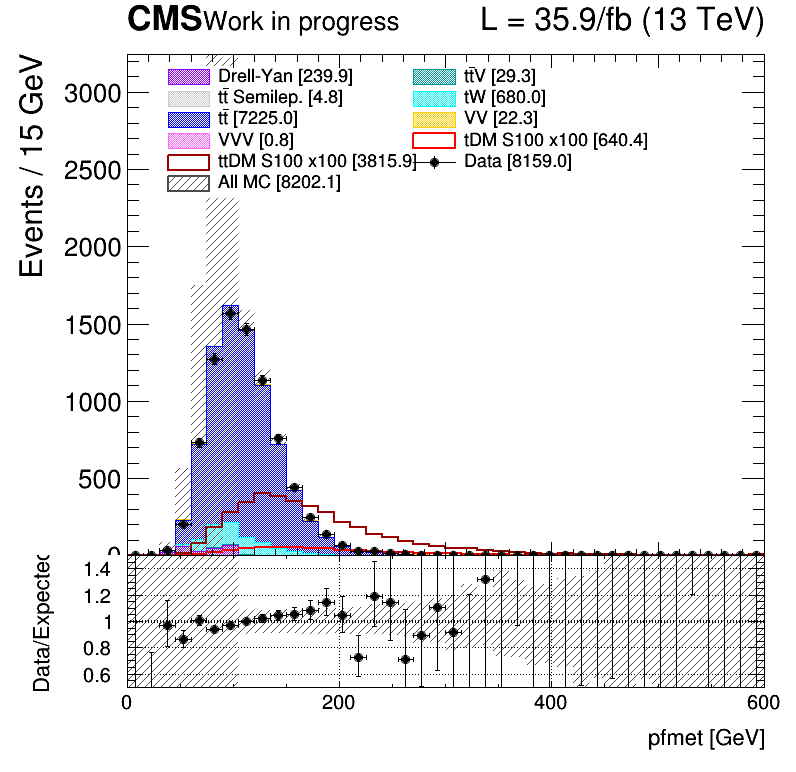 CMS Work in progress L = 35.9/fb (13 TeV)
Events / 15 GeV
3000
2500
2000
1500
1000
500
0
Drell-Yan [239.9] tt̄V [29.3]
tt̄ Semilep. [4.8] tW [680.0]
tt̄ [7225.0] VV [22.3]
VVV [0.8] tDM S100 x100 [640.4]
ttDM S100 x100 [3815.9] Data [8159.0]
All MC [8202.1]
Data/Expected
1.4
1.2
1
0.8
0.6
0 200 400 600
pfmet [GeV]